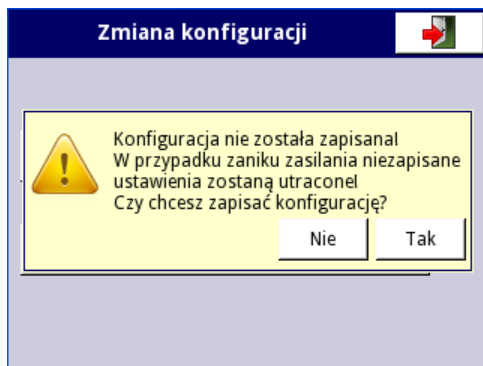 Zmiana konfiguracji
Konfiguracja nie została zapisana!
W przypadku zaniku zasilania niezapisane
ustawienia zostaną utracone!
Czy chcesz zapisać konfigurację?
Nie
Tak